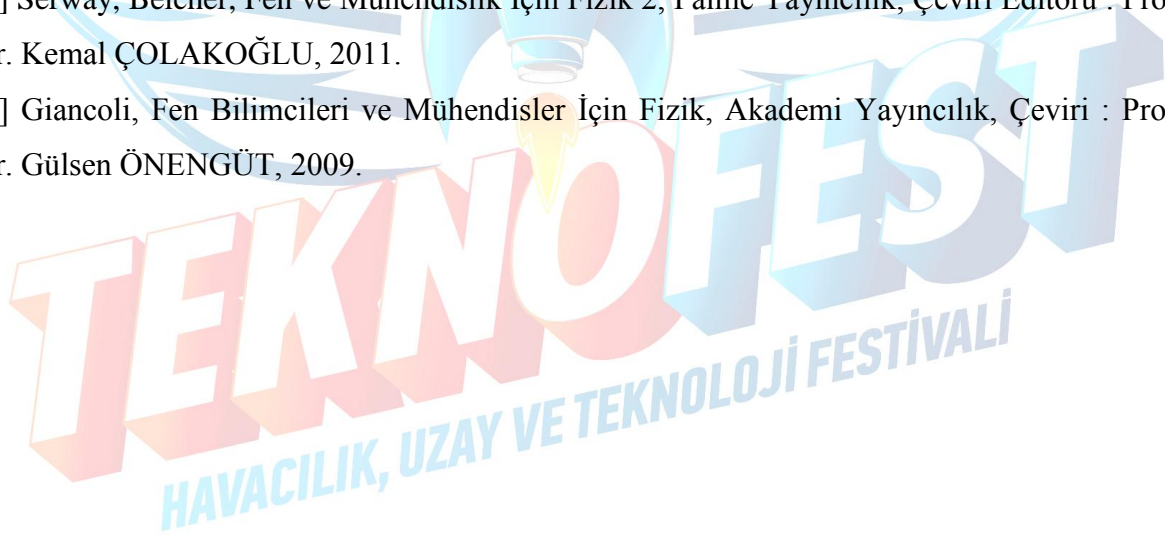 ] Serway, Beicher, Fen ve Mühendislik İçin Fizik 2, Palme Yayıncılık, Çeviri Editörü : Pro
r. Kemal ÇOLAKOĞLU, 2011.
] Giancoli, Fen Bilimcileri ve Mühendisler İçin Fizik, Akademi Yayıncılık, Çeviri : Pro
r. Gülsen ÖNENGÜT, 2009.
TEKNOFEST
HAVACILIK, UZAY VE TEKNOLOJİ FESTİVALİ